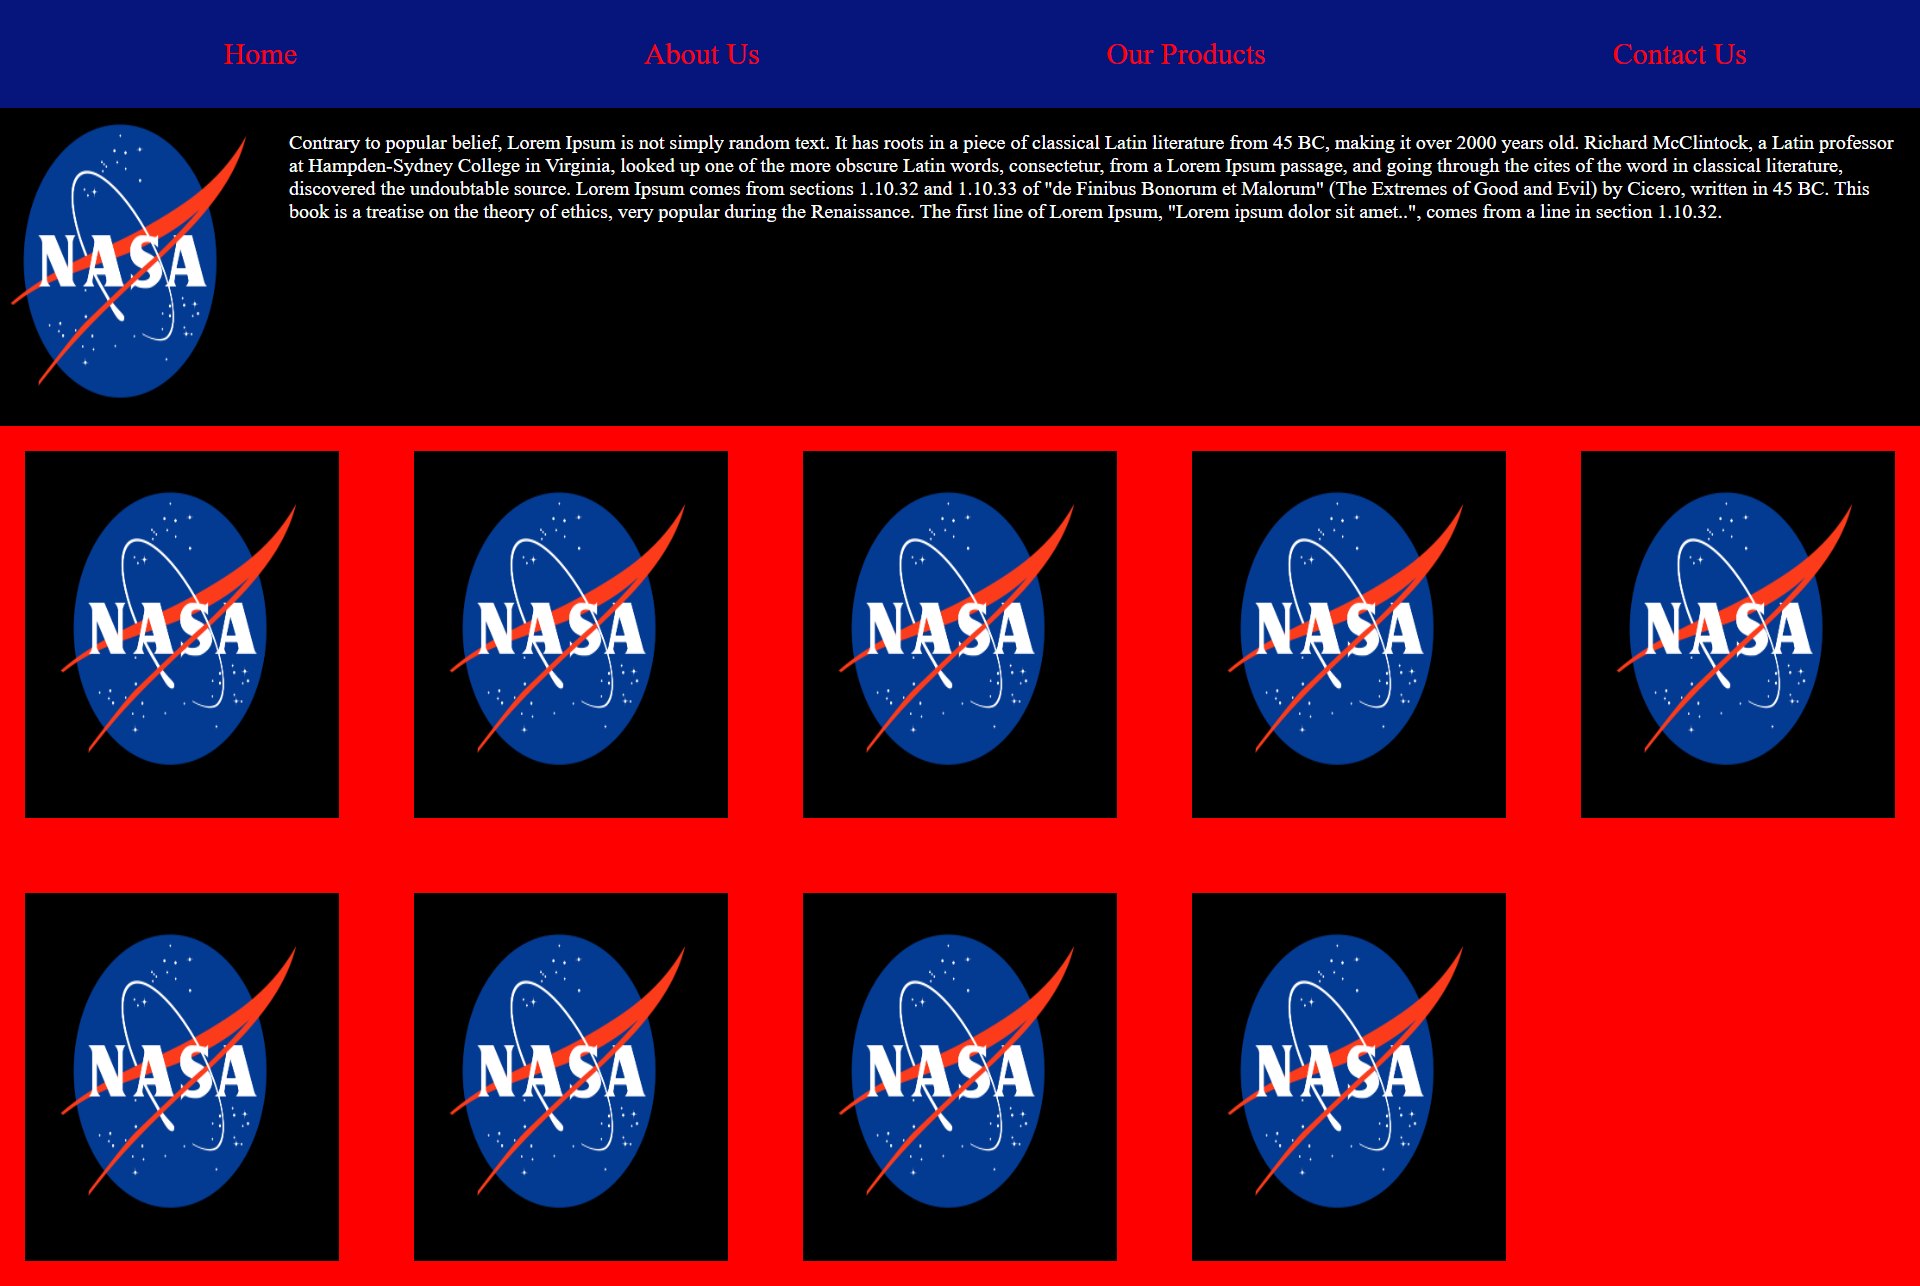 Home About Us Our Products Contact Us
Contrary to popular belief, Lorem Ipsum is not simply random text. It has roots in a piece of classical Latin literature from 45 BC, making it over 2000 years old. Richard McClintock, a Latin professor
at Hampden-Sydney College in Virginia, looked up one of the more obscure Latin words, consectetur, from a Lorem Ipsum passage, and going through the cites of the word in classical literature,
discovered the undoubtable source. Lorem Ipsum comes from sections 1.10.32 and 1.10.33 of "de Finibus Bonorum et Malorum" (The Extremes of Good and Evil) by Cicero, written in 45 BC. This
book is a treatise on the theory of ethics, very popular during the Renaissance. The first line of Lorem Ipsum, "Lorem ipsum dolor sit amet..", comes from a line in section 1.10.32.
NASA
NASA NASA NASA NASA NASA
NASA NASA NASA NASA